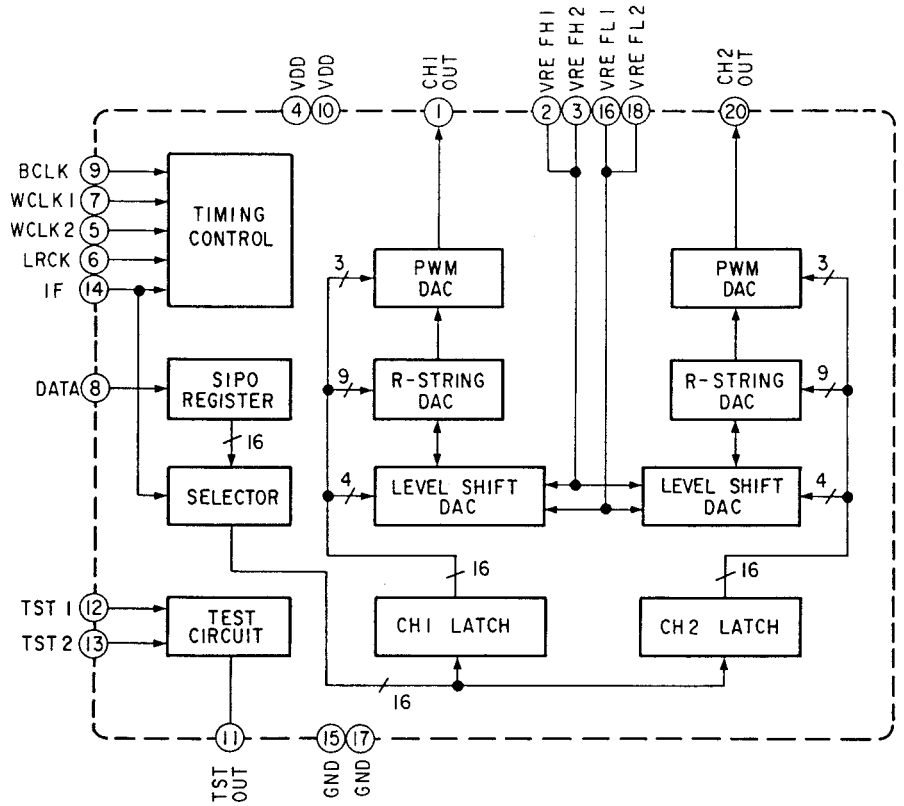 VDD
VDD
CH1 OUT
VRE FH1
VRE FH2
VRE FL1
VRE FL2
CH2 OUT
4
10
1
2
3
16
18
20
BCLK 9
WCLK1 7
WCLK2 5
LRCK 6
IF 14
TIMING
CONTROL
PWM
DAC
3
PWM
DAC
3
DATA 8
SIPO
REGISTER
9
R-STRING
DAC
R-STRING
DAC
9
16
SELECTOR
4
LEVEL SHIFT
DAC
LEVEL SHIFT
DAC
4
16
16
TST 1 12
TST 2 13
TEST
CIRCUIT
CH1 LATCH
CH2 LATCH
16
11
15
17
TST OUT
GND
GND